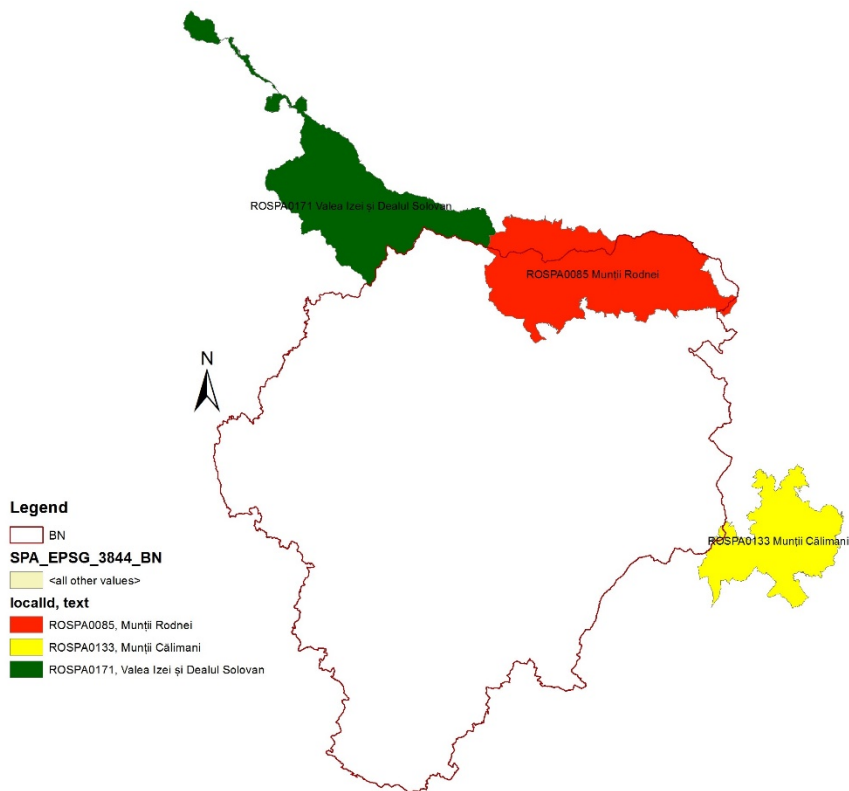 ROSPA0171 Valea Izei și Dealul Solovan
ROSPA0085 Munții Rodnei
N
ROSPA0133 Munții Călimani
Legend
BN
SPA_EPSG_3844_BN
<all other values>
localId, text
ROSPA0085, Munții Rodnei
ROSPA0133, Munții Călimani
ROSPA0171, Valea Izei și Dealul Solovan